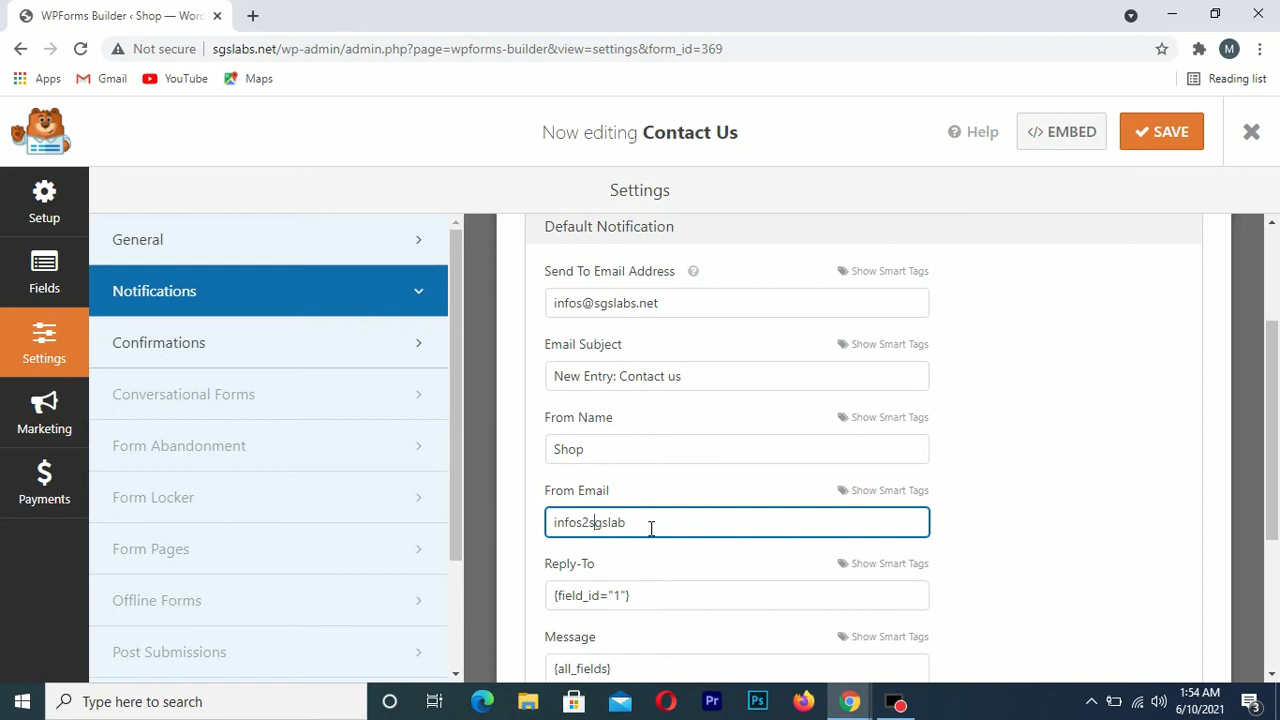 WPForms Builder ‹ Shop — Wor
Not secure sgslabs.net/wp-admin/admin.php?page=wpforms-builder&view=settings&form_id=369
M
Apps Gmail YouTube Maps Reading list
Now editing Contact Us
Help
</> EMBED
SAVE
Settings
Setup
Fields
Settings
Marketing
Payments
General
Notifications
Confirmations
Conversational Forms
Form Abandonment
Form Locker
Form Pages
Offline Forms
Post Submissions
Default Notification
Send To Email Address Show Smart Tags
infos@sgslabs.net
Email Subject Show Smart Tags
New Entry: Contact us
From Name Show Smart Tags
Shop
From Email Show Smart Tags
infos2sgslab
Reply-To Show Smart Tags
{field_id="1"}
Message Show Smart Tags
{all_fields}
Type here to search
Pr
Ps
1:54 AM
6/10/2021
3